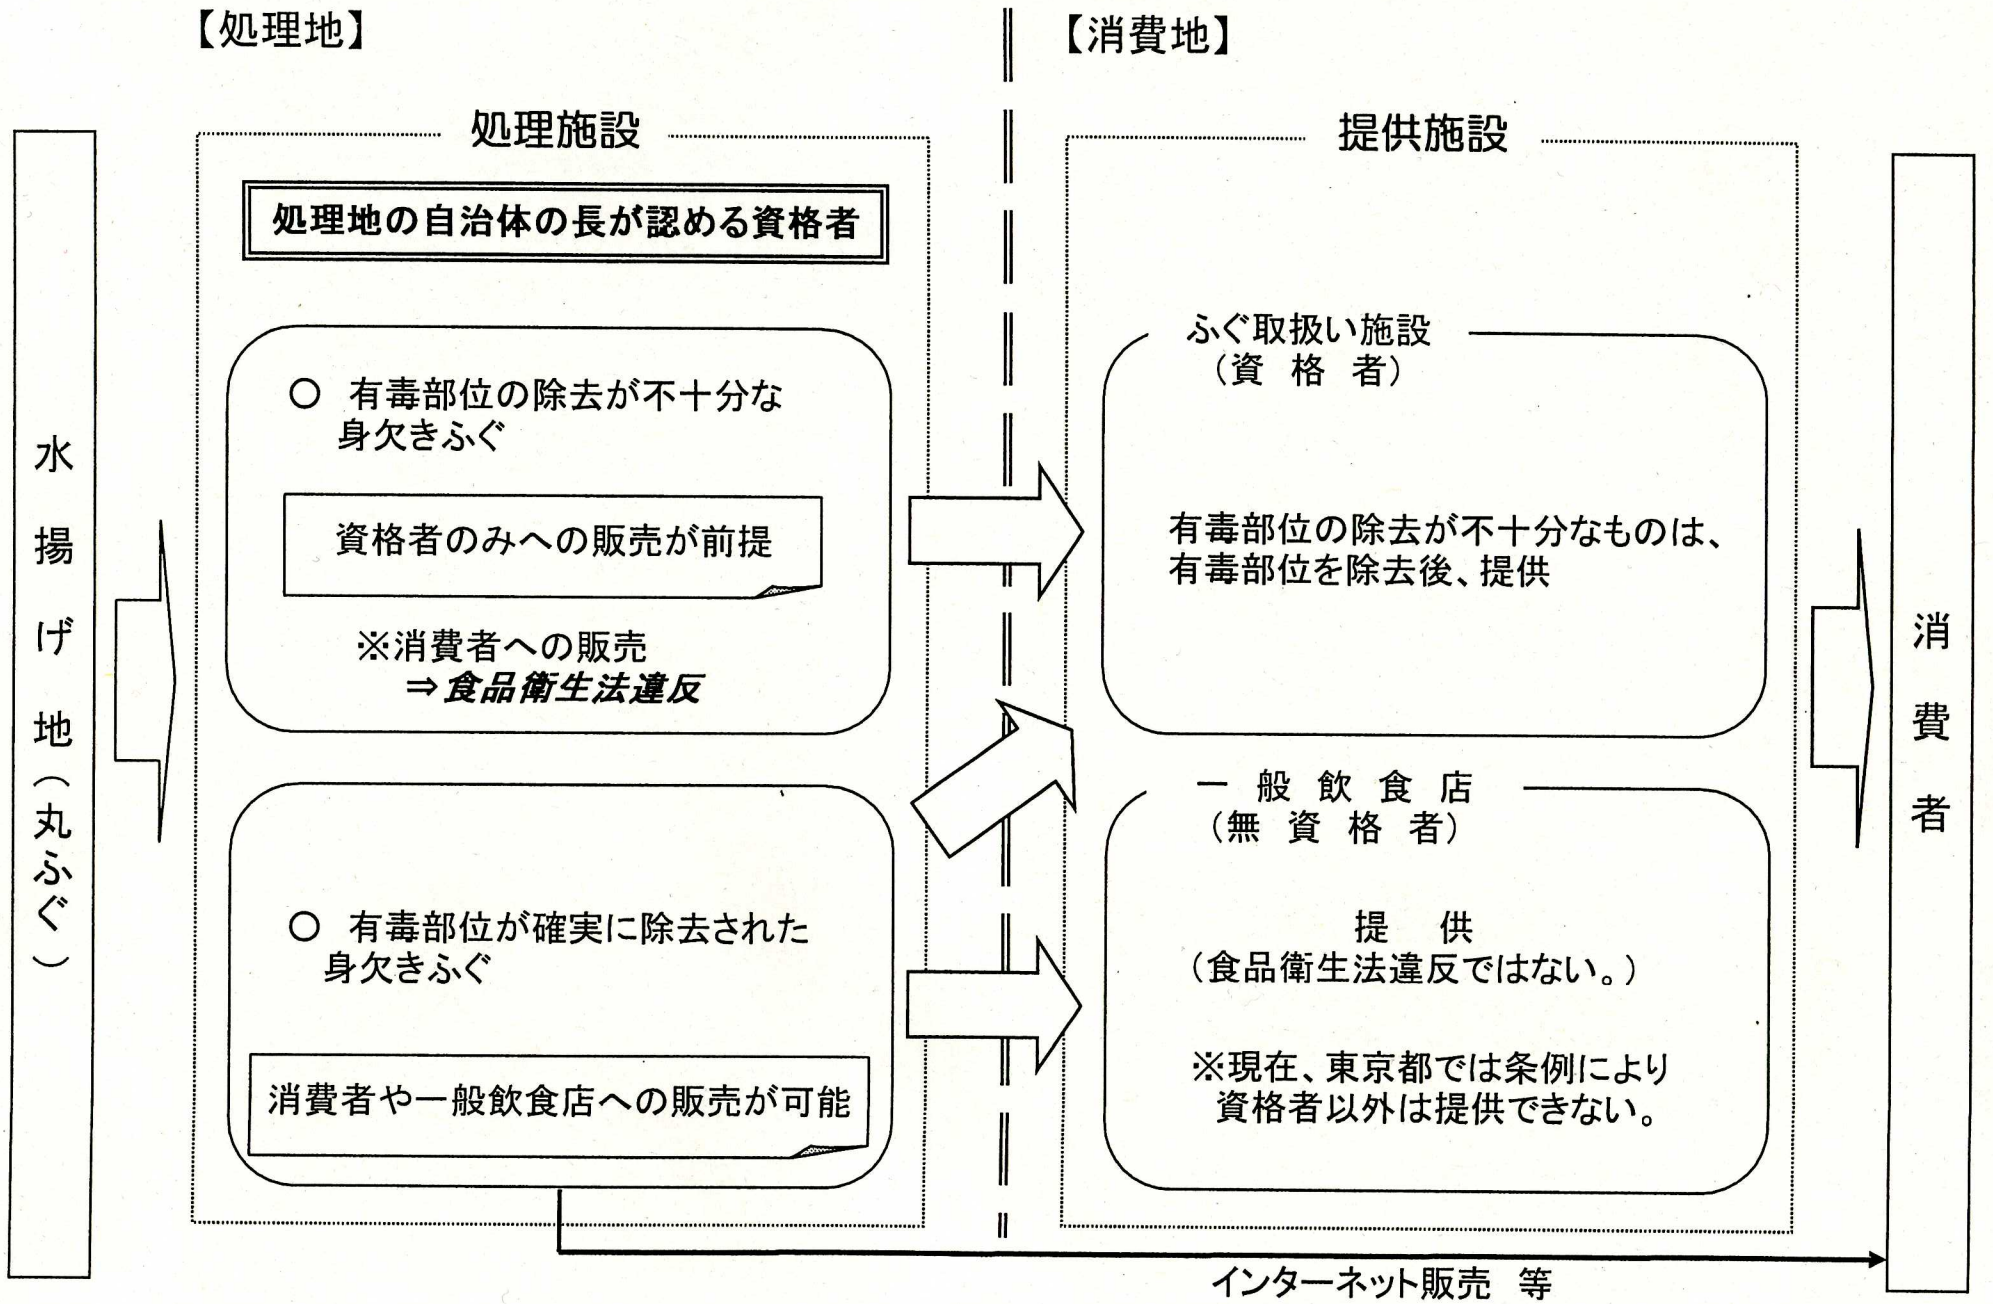 【処理地】
【消費地】
水揚げ地（丸ふぐ）
処理施設
処理地の自治体の長が認める資格者
○ 有毒部位の除去が不十分な
身欠きふぐ
資格者のみへの販売が前提
※消費者への販売
⇒食品衛生法違反
○ 有毒部位が確実に除去された
身欠きふぐ
消費者や一般飲食店への販売が可能
提供施設
ふぐ取扱い施設
（資 格 者）
有毒部位の除去が不十分なものは、
有毒部位を除去後、提供
一 般 飲 食 店
（無 資 格 者）
提 供
（食品衛生法違反ではない。）
※現在、東京都では条例により
資格者以外は提供できない。
消費者
インターネット販売 等